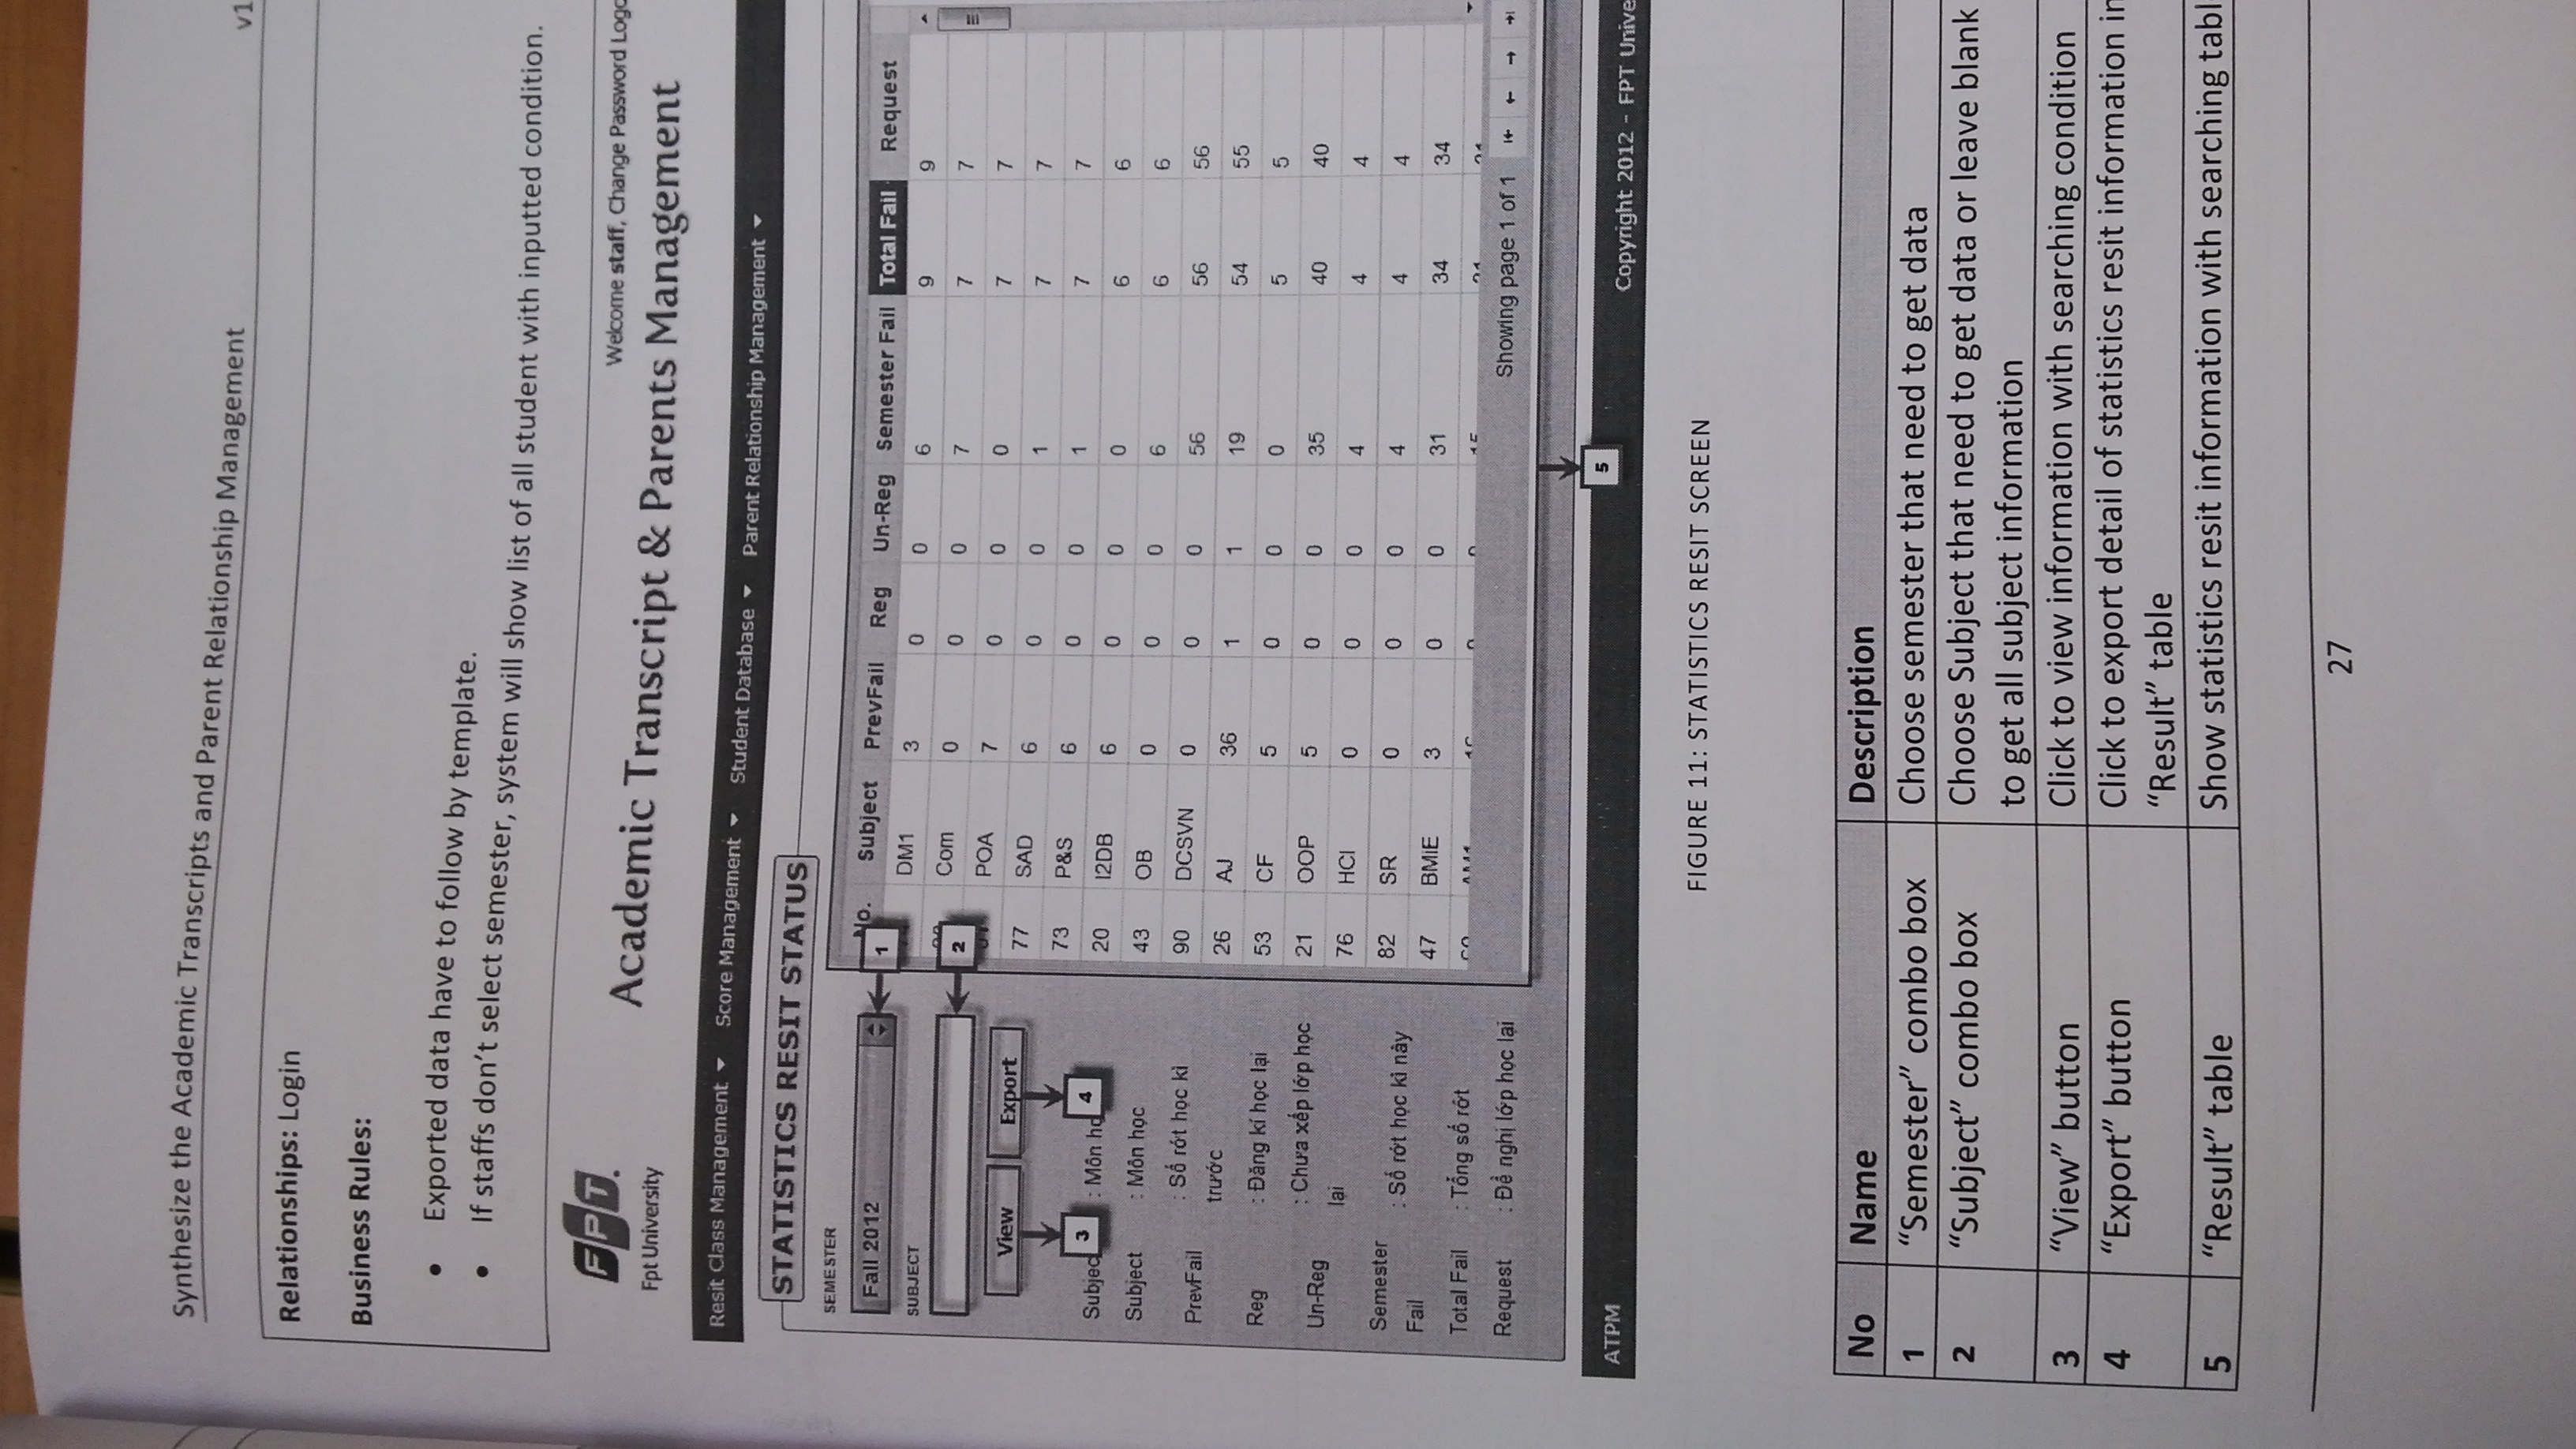 Synthesize the Academic Transcripts and Parent Relationship Management
v1
Relationships: Login
Business Rules:
• Exported data have to follow by template.
• If staffs don't select semester, system will show list of all student with inputted condition.
FPT.
Fpt University
Welcome staff, Change Password Logo
Academic Transcript & Parents Management
Resit Class Management Score Management Student Database Parent Relationship Management
STATISTICS RESIT STATUS
SEMESTER
Fall 2012
1
SUBJECT
2
View Export
3 4
Subjec : Môn họ
Subject : Môn học
PrevFail : Số rớt học kì
trước
Reg : Đăng kí học lại
Un-Reg : Chưa xếp lớp học
lại
Semester
Fail : Số rớt học kì này
Total Fail : Tổng số rớt
Request : Đề nghị lớp học lại
No. Subject PrevFail Reg Un-Reg Semester Fail Total Fail Request
DM1 3 0 0 6 9 9
Com 0 0 0 7 7 7
POA 7 0 0 0 7 7
77 SAD 6 0 0 1 7 7
73 P&S 6 0 0 1 7 7
20 I2DB 6 0 0 0 6 6
43 OB 0 0 0 6 6 6
90 DCSVN 0 0 0 56 56 56
26 AJ 36 1 1 19 54 55
53 CF 5 0 0 0 5 5
21 OOP 5 0 0 35 40 40
76 HCI 0 0 0 4 4 4
82 SR 0 0 0 4 4 4
47 BMiE 3 0 0 31 34 34
Showing page 1 of 1
5
ATPM
Copyright 2012 - FPT Unive
FIGURE 11: STATISTICS RESIT SCREEN
No Name Description
1 “Semester” combo box Choose semester that need to get data
2 “Subject” combo box Choose Subject that need to get data or leave blank
to get all subject information
3 “View” button Click to view information with searching condition
4 “Export” button Click to export detail of statistics resit information in
“Result” table
5 “Result” table Show statistics resit information with searching tabl
27